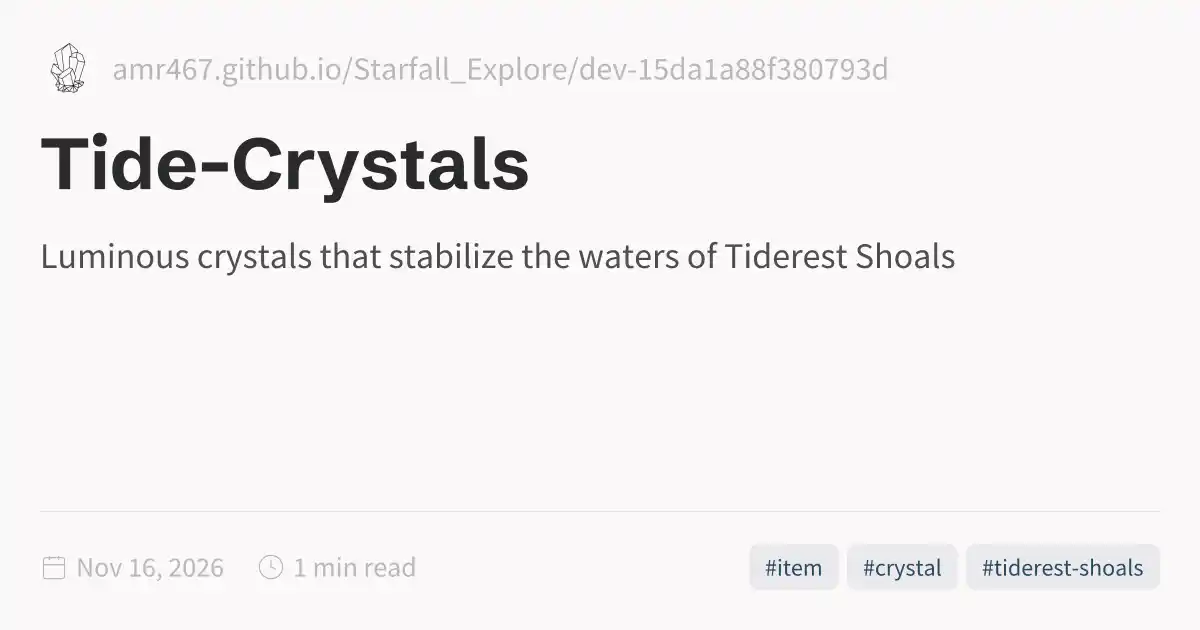 amr467.github.io/Starfall_Explore/dev-15da1a88f380793d
Tide-Crystals
Luminous crystals that stabilize the waters of Tiderest Shoals
Nov 16, 2026 1 min read #item #crystal #tiderest-shoals